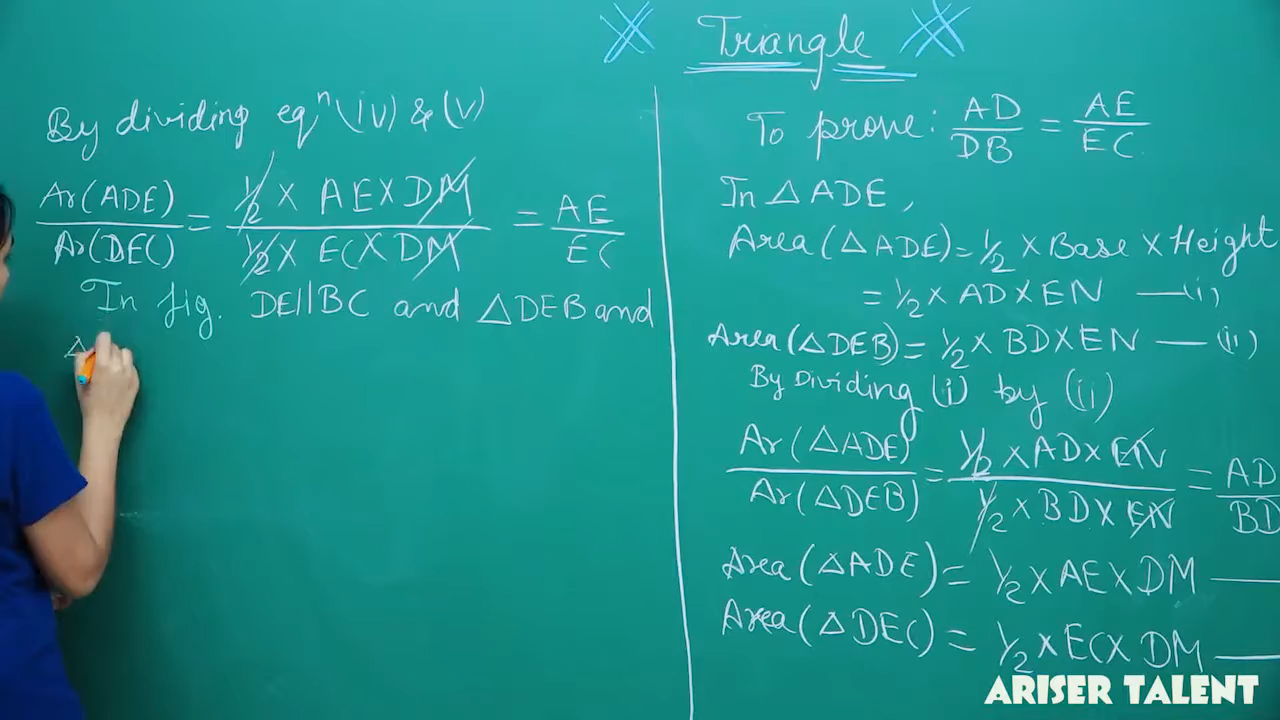 Triangle
By dividing eqⁿ (iv) & (v)
Ar(ADE)/Ar(DEC) = 1/2 × AE × DM / 1/2 × EC × DM = AE/EC
In fig. DE||BC and △DEB and
△
To prove: AD/DB = AE/EC
In △ADE,
Area (△ADE) = 1/2 × Base × Height
= 1/2 × AD × EN —(i)
Area (△DEB) = 1/2 × BD × EN — (ii)
By Dividing (i) by (ii)
Ar (△ADE)/Ar (△DEB) = 1/2 × AD × EN / 1/2 × BD × EN = AD/BD
Area (△ADE) = 1/2 × AE × DM —
Area (△DEC) = 1/2 × EC × DM —
ARISER TALENT